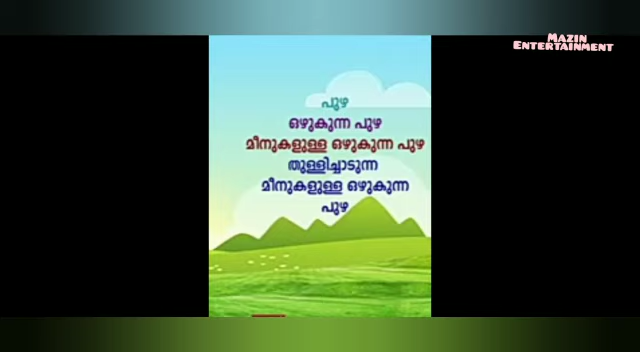 Mazin
Entertainment
പുഴ
ഒഴുകുന്ന പുഴ
മീനുകളുള്ള ഒഴുകുന്ന പുഴ
തുള്ളിച്ചാടുന്ന
മീനുകളുള്ള ഒഴുകുന്ന
പുഴ